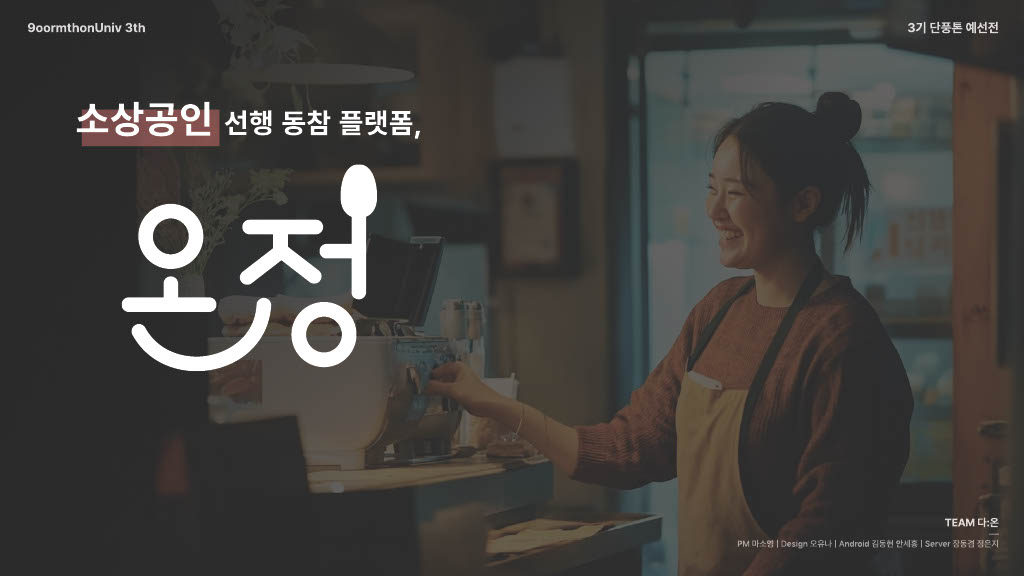 9oormthonUniv 3th
3기 단풍톤 예선전
소상공인 선행 동참 플랫폼,
온정
TEAM 다:온
PM 마소영 | Design 오유나 | Android 김동현 안세홍 | Server 장동겸 정은지